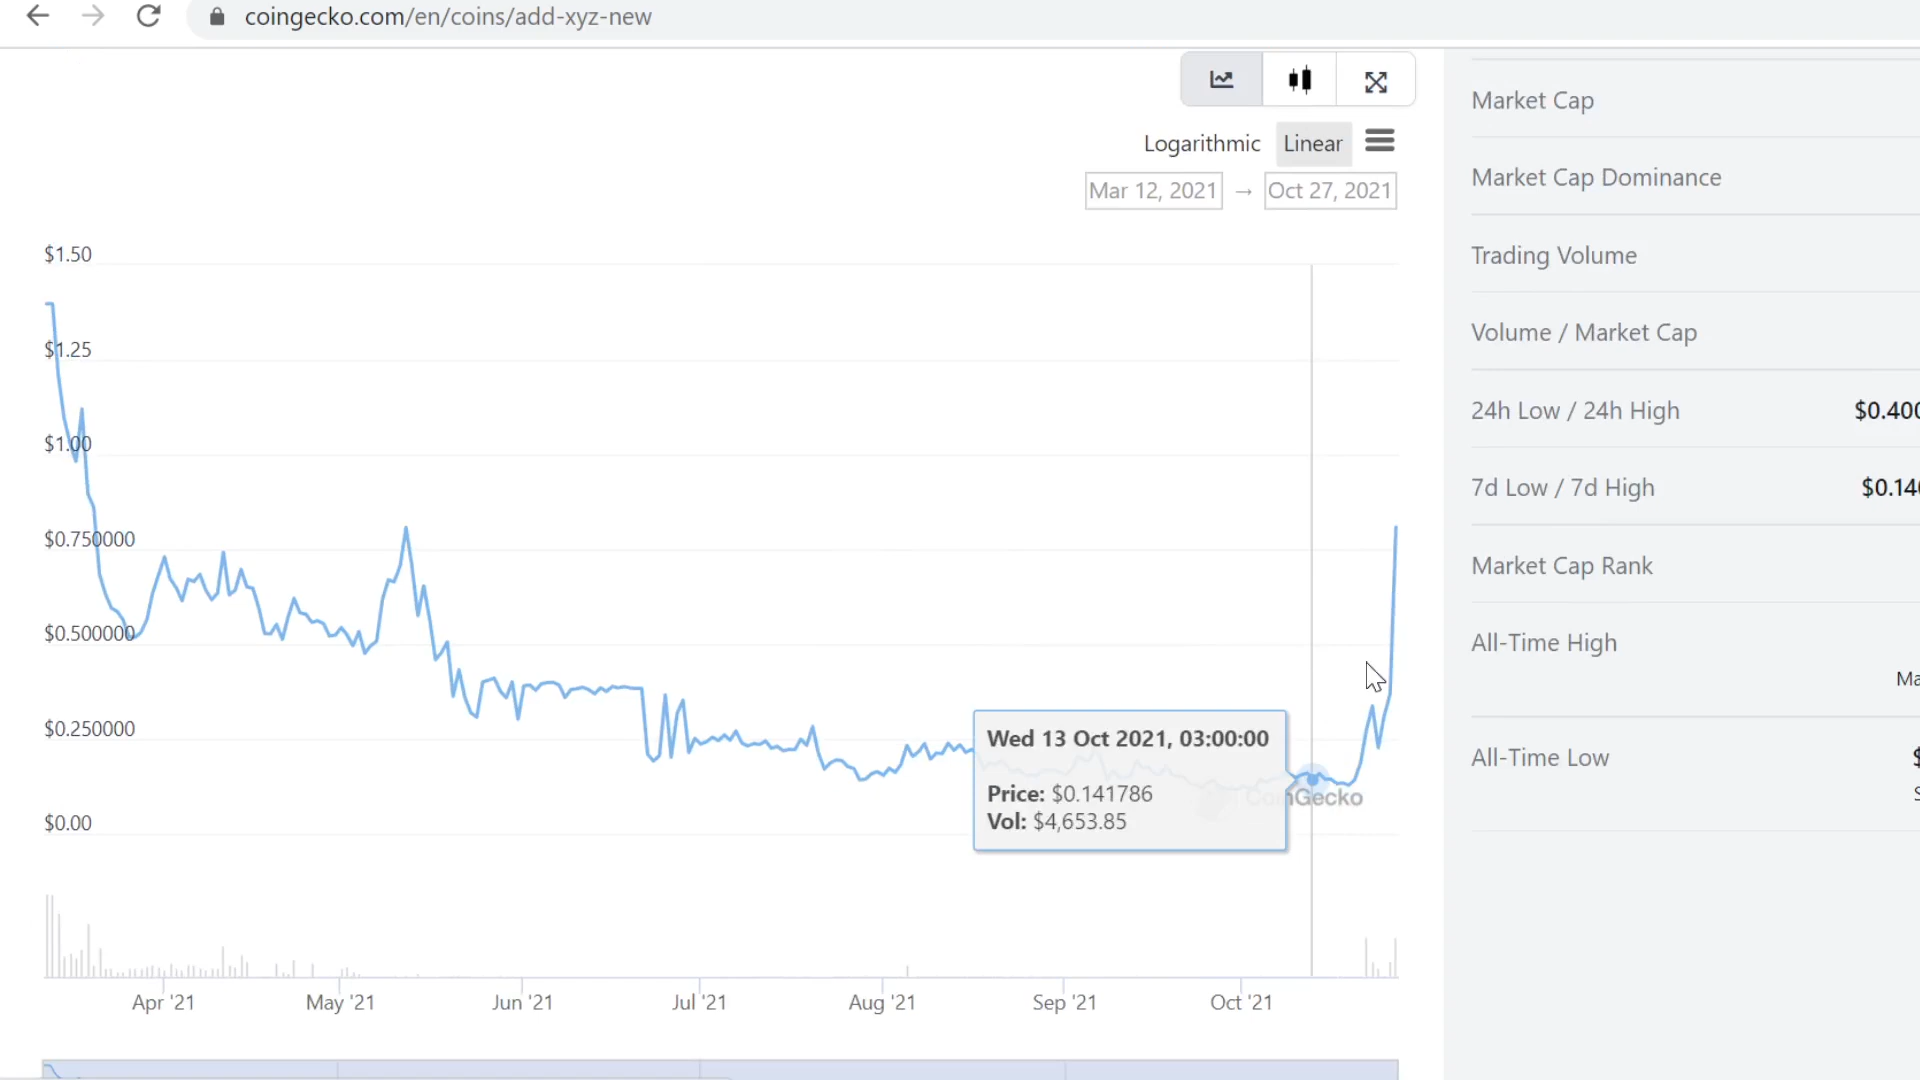 coingecko.com/en/coins/add-xyz-new
Logarithmic Linear
Mar 12, 2021 → Oct 27, 2021
$1.50
$1.25
$1.00
$0.750000
$0.500000
$0.250000
$0.00
Wed 13 Oct 2021, 03:00:00
Price: $0.141786
Vol: $4,653.85
CoinGecko
Apr '21 May '21 Jun '21 Jul '21 Aug '21 Sep '21 Oct '21
Market Cap
Market Cap Dominance
Trading Volume
Volume / Market Cap
24h Low / 24h High $0.400
7d Low / 7d High $0.140
Market Cap Rank
All-Time High
Ma
All-Time Low $